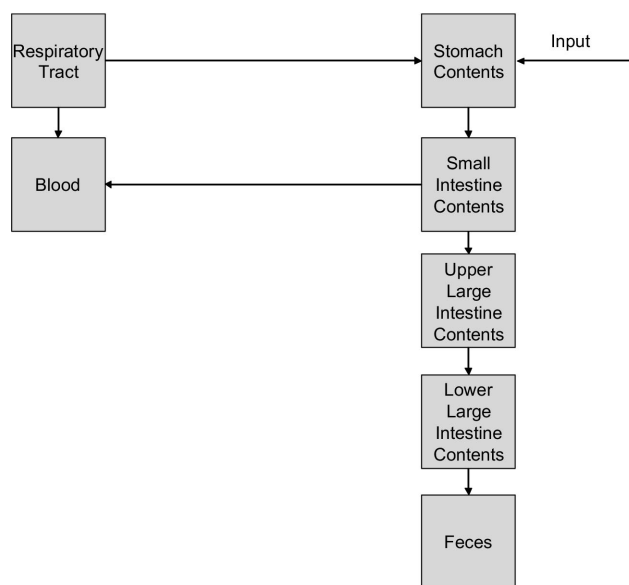 Respiratory
Tract
Stomach
Contents
Input
Blood
Small
Intestine
Contents
Upper
Large
Intestine
Contents
Lower
Large
Intestine
Contents
Feces